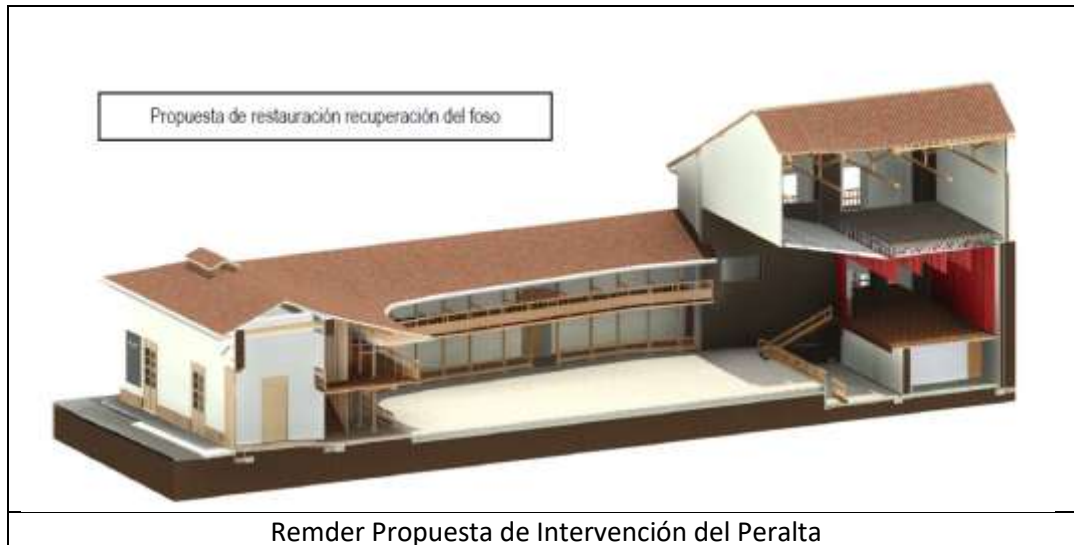 Propuesta de restauración recuperación del foso
Remder Propuesta de Intervención del Peralta